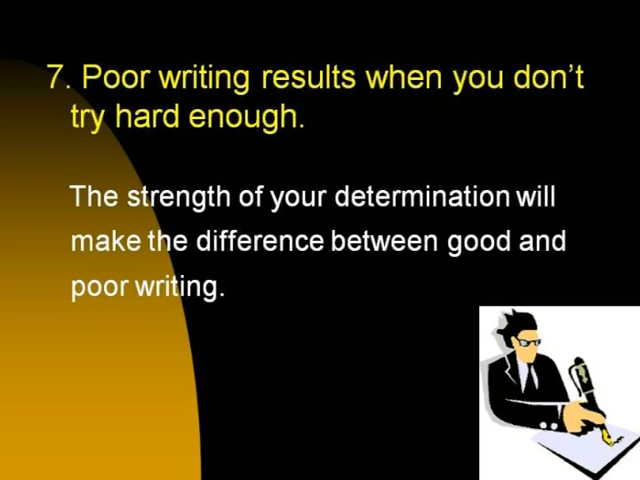 7. Poor writing results when you don’t
try hard enough.
The strength of your determination will
make the difference between good and
poor writing.